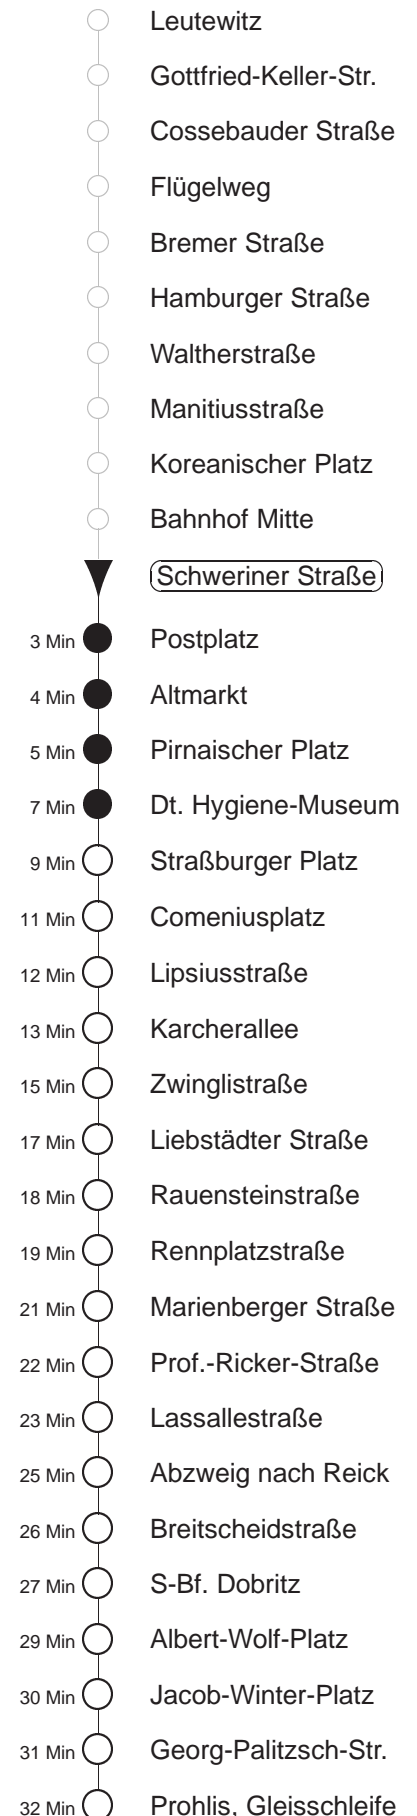 Leutewitz
Gottfried-Keller-Str.
Cossebauder Straße
Flügelweg
Bremer Straße
Hamburger Straße
Waltherstraße
Manitiusstraße
Koreanischer Platz
Bahnhof Mitte
Schweriner Straße
3 Min Postplatz
4 Min Altmarkt
5 Min Pirnaischer Platz
7 Min Dt. Hygiene-Museum
9 Min Straßburger Platz
11 Min Comeniusplatz
12 Min Lipsiusstraße
13 Min Karcherallee
15 Min Zwinglistraße
17 Min Liebstädter Straße
18 Min Rauensteinstraße
19 Min Rennplatzstraße
21 Min Marienberger Straße
22 Min Prof.-Ricker-Straße
23 Min Lassallestraße
25 Min Abzweig nach Reick
26 Min Breitscheidstraße
27 Min S-Bf. Dobritz
29 Min Albert-Wolf-Platz
30 Min Jacob-Winter-Platz
31 Min Georg-Palitzsch-Str.
32 Min Prohlis, Gleisschleife